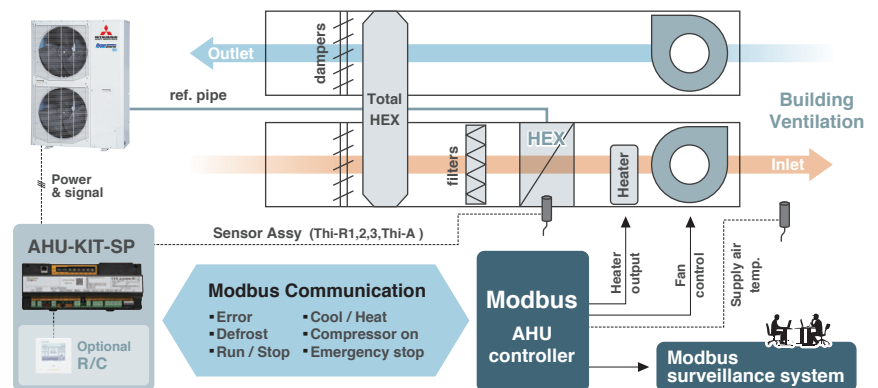 MITSUBISHI
Outlet
dampers
ref. pipe
Total
HEX
Building
Ventilation
filters
HEX
Heater
Inlet
Power
& signal
Sensor Assy (Thi-R1,2,3,Thi-A )
AHU-KIT-SP
Optional
R/C
Modbus Communication
▪ Error
▪ Defrost
▪ Run / Stop
▪ Cool / Heat
▪ Compressor on
▪ Emergency stop
Modbus
AHU
controller
Heater
output
Fan
control
Supply air
temp.
Modbus
surveillance system